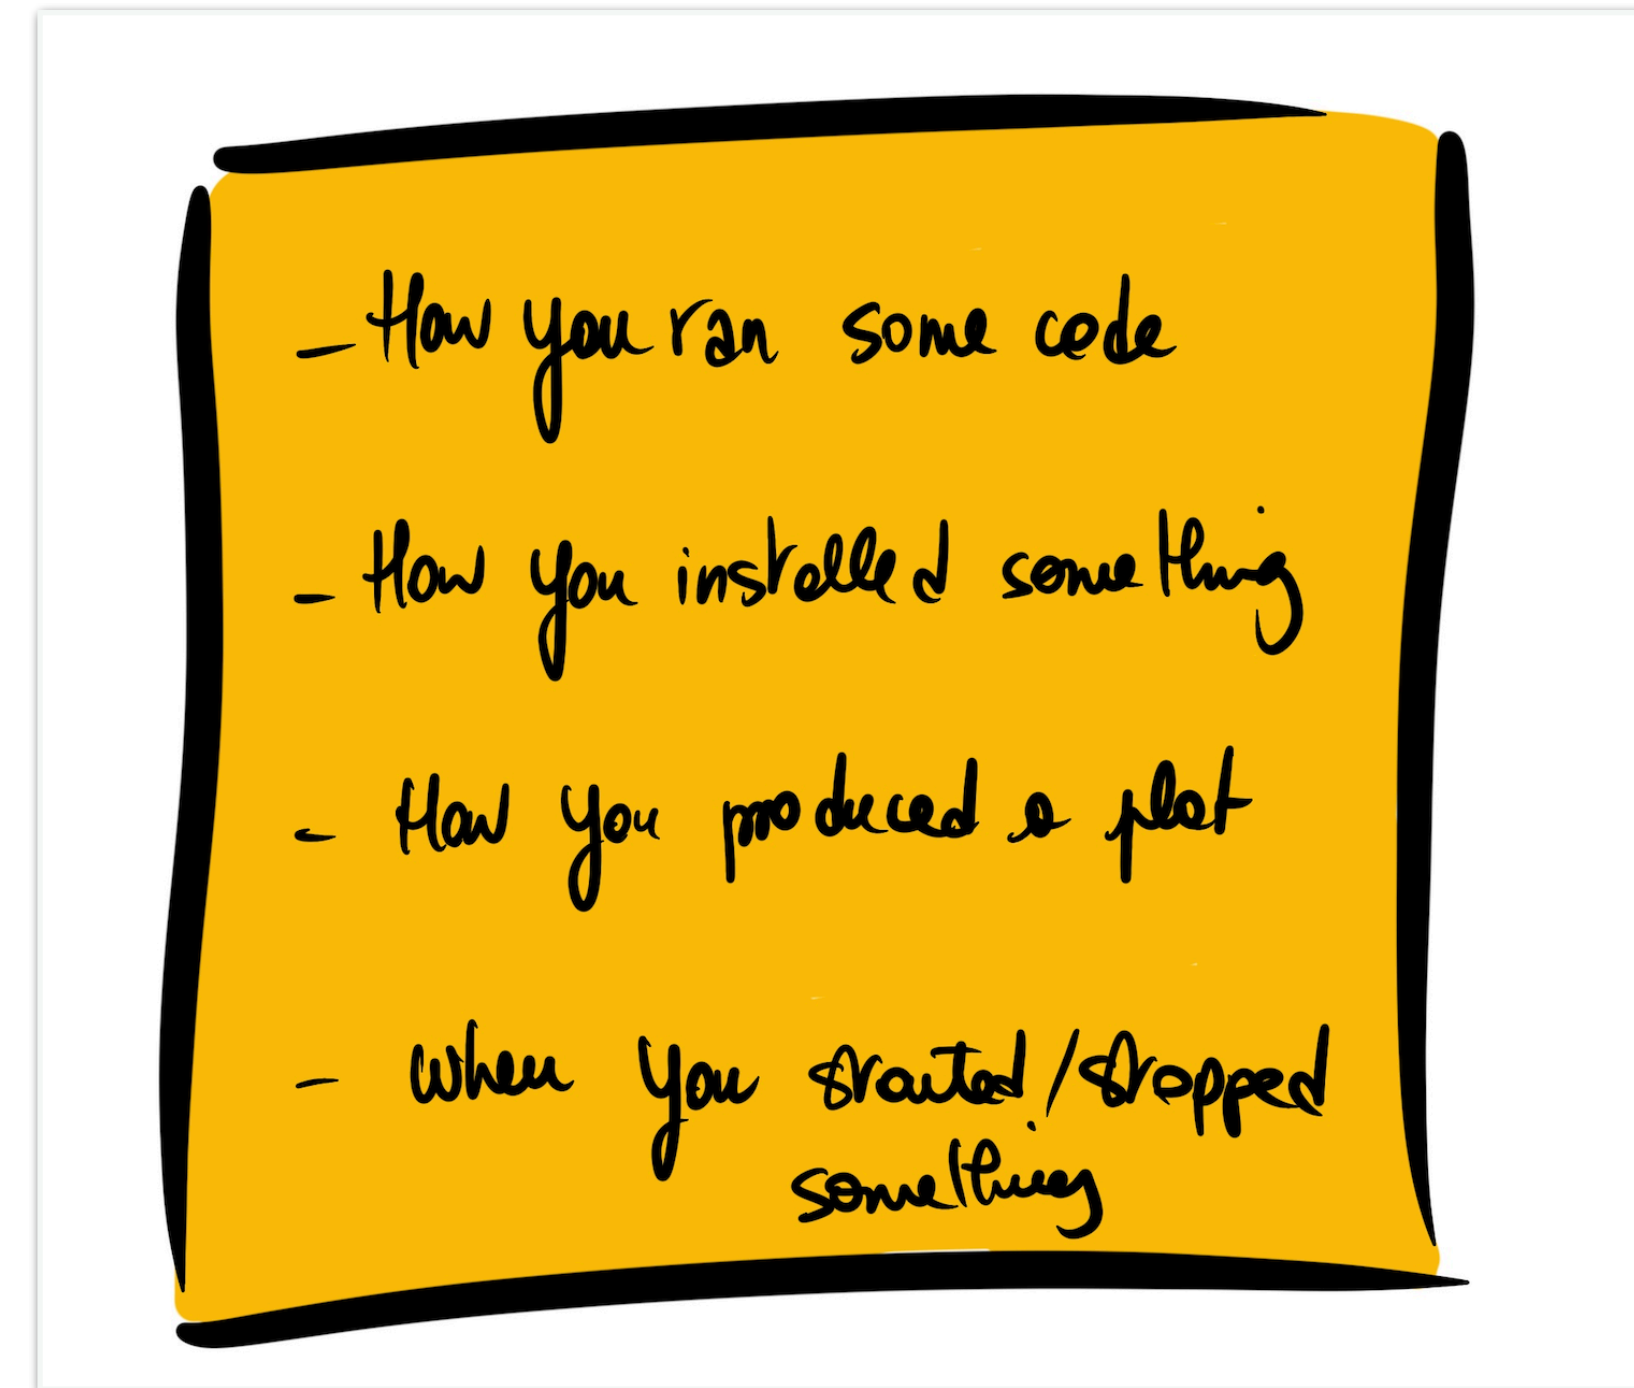 - How you ran some code
- How you installed something
- How you produced a plot
- When you started/stopped
something